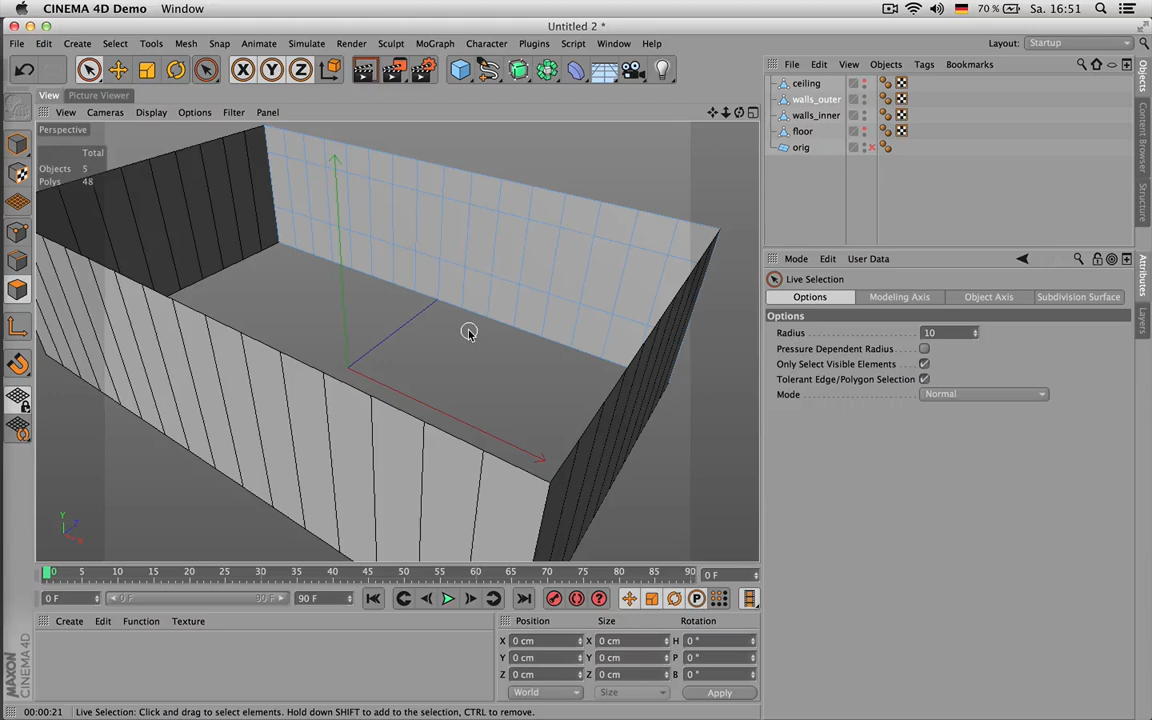 CINEMA 4D Demo Window
70 % Sa. 16:51
Untitled 2 *
File Edit Create Select Tools Mesh Snap Animate Simulate Render Sculpt MoGraph Character Plugins Script Window Help
Layout: Startup
X Y Z
File Edit View Objects Tags Bookmarks
View Picture Viewer
View Cameras Display Options Filter Panel
Perspective
Total
Objects 5
Polys 48
ceiling
walls_outer
walls_inner
floor
orig
Objects
Content Browser
Structure
Mode Edit User Data
Live Selection
Options Modeling Axis Object Axis Subdivision Surface
Options
Radius 10
Pressure Dependent Radius
Only Select Visible Elements
Tolerant Edge/Polygon Selection
Mode Normal
Attributes
Layers
Y
Z
X
0 5 10 15 20 25 30 35 40 45 50 55 60 65 70 75 80 85 90 0 F
0 F 0 F 90 F 90 F
P
Create Edit Function Texture
Position Size Rotation
X 0 cm X 0 cm H 0 °
Y 0 cm Y 0 cm P 0 °
Z 0 cm Z 0 cm B 0 °
World Size Apply
MAXON
CINEMA 4D
00:00:21 Live Selection: Click and drag to select elements. Hold down SHIFT to add to the selection, CTRL to remove.